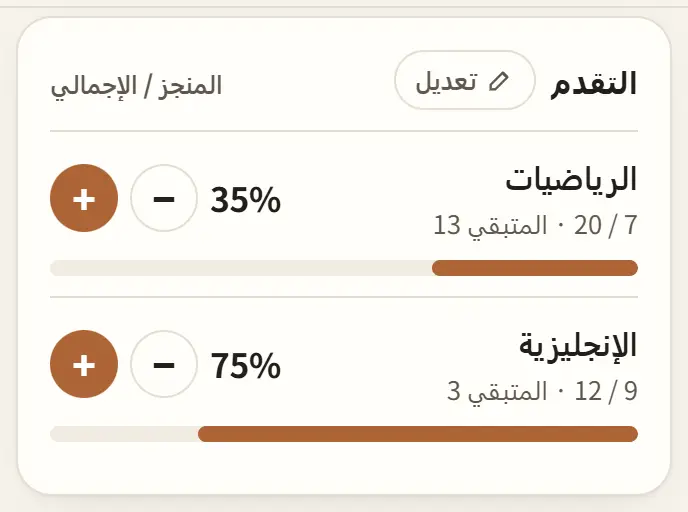 التقدم
تعديل
المنجز / الإجمالي
الرياضيات
7 / 20 · المتبقي 13
35%
−
+
الإنجليزية
9 / 12 · المتبقي 3
75%
−
+